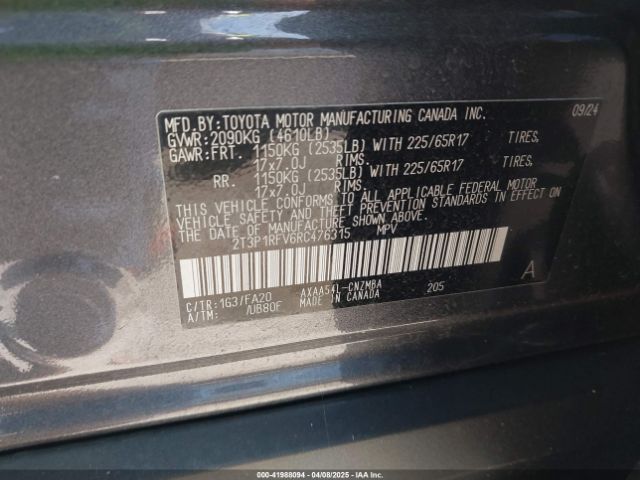 MFD.BY:TOYOTA MOTOR MANUFACTURING CANADA INC. 09/24
GVWR:2090KG (4610LB)
GAWR:FRT. 1150KG (2535LB) WITH 225/65R17 TIRES,
17x7.0J RIMS.
RR. 1150KG (2535LB) WITH 225/65R17 TIRES,
17x7.0J RIMS.
THIS VEHICLE CONFORMS TO ALL APPLICABLE FEDERAL MOTOR
VEHICLE SAFETY AND THEFT PREVENTION STANDARDS IN EFFECT ON
THE DATE OF MANUFACTURE SHOWN ABOVE.
2T3P1RFV6RC476315 MPV
A
C/TR:1G3/FA20 AXAA54L-CNZMBA 205
A/TM: /UB80F MADE IN CANADA
000-41988094 04/08/2025 IAAI.COM